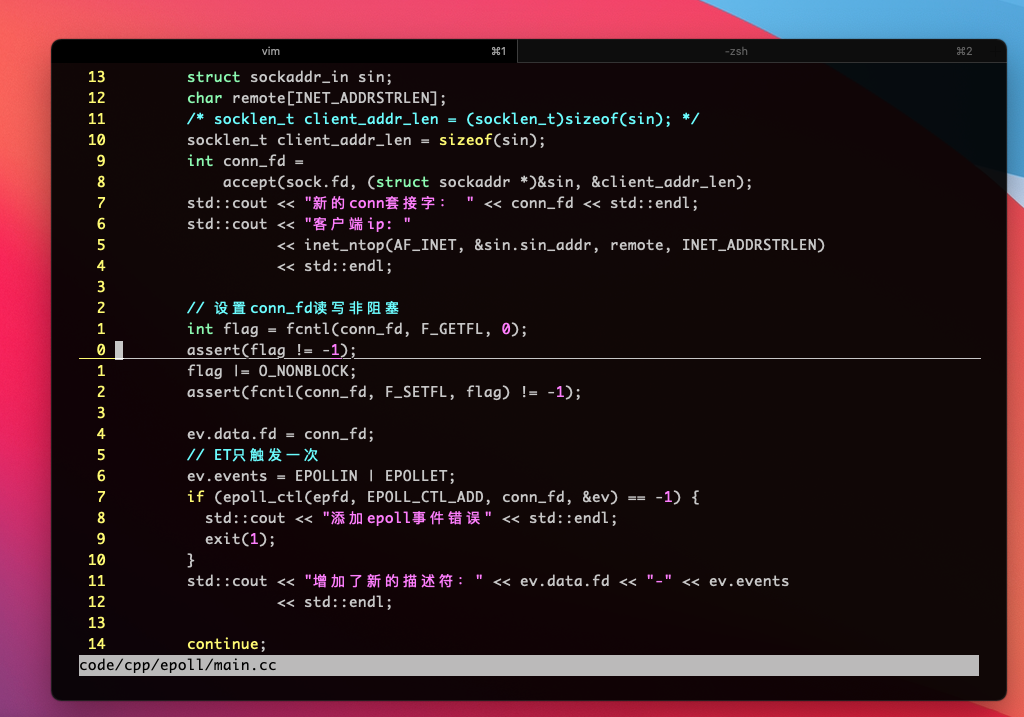 vim ⌘1 -zsh ⌘2
13 struct sockaddr_in sin;
12 char remote[INET_ADDRSTRLEN];
11 /* socklen_t client_addr_len = (socklen_t)sizeof(sin); */
10 socklen_t client_addr_len = sizeof(sin);
9 int conn_fd =
8 accept(sock.fd, (struct sockaddr *)&sin, &client_addr_len);
7 std::cout << "新的conn套接字： " << conn_fd << std::endl;
6 std::cout << "客户端ip: "
5 << inet_ntop(AF_INET, &sin.sin_addr, remote, INET_ADDRSTRLEN)
4 << std::endl;
3
2 // 设置conn_fd读写非阻塞
1 int flag = fcntl(conn_fd, F_GETFL, 0);
0 assert(flag != -1);
1 flag |= O_NONBLOCK;
2 assert(fcntl(conn_fd, F_SETFL, flag) != -1);
3
4 ev.data.fd = conn_fd;
5 // ET只触发一次
6 ev.events = EPOLLIN | EPOLLET;
7 if (epoll_ctl(epfd, EPOLL_CTL_ADD, conn_fd, &ev) == -1) {
8 std::cout << "添加epoll事件错误" << std::endl;
9 exit(1);
10 }
11 std::cout << "增加了新的描述符：" << ev.data.fd << "-" << ev.events
12 << std::endl;
13
14 continue;
code/cpp/epoll/main.cc